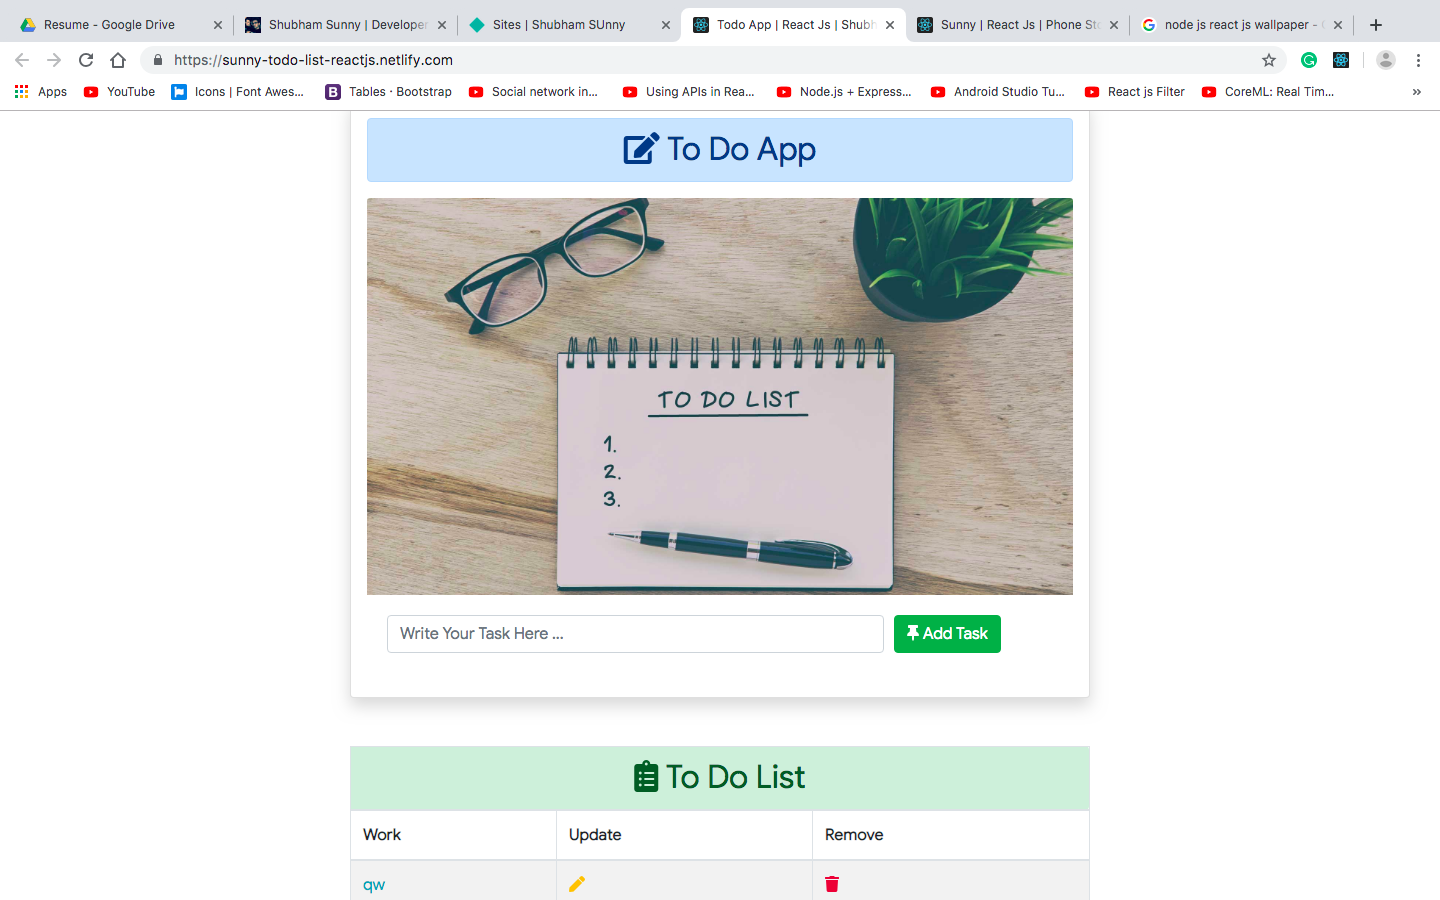 Resume - Google Drive
Shubham Sunny | Developer
Sites | Shubham SUnny
Todo App | React Js | Shubh
Sunny | React Js | Phone Sto
node js react js wallpaper - G
https://sunny-todo-list-reactjs.netlify.com
Apps
YouTube
Icons | Font Awes...
B
Tables · Bootstrap
Social network in...
Using APIs in Rea...
Node.js + Express...
Android Studio Tu...
React js Filter
CoreML: Real Tim...
»
To Do App
TO DO LIST
1.
2.
3.
Write Your Task Here ...
Add Task
To Do List
Work Update Remove
qw